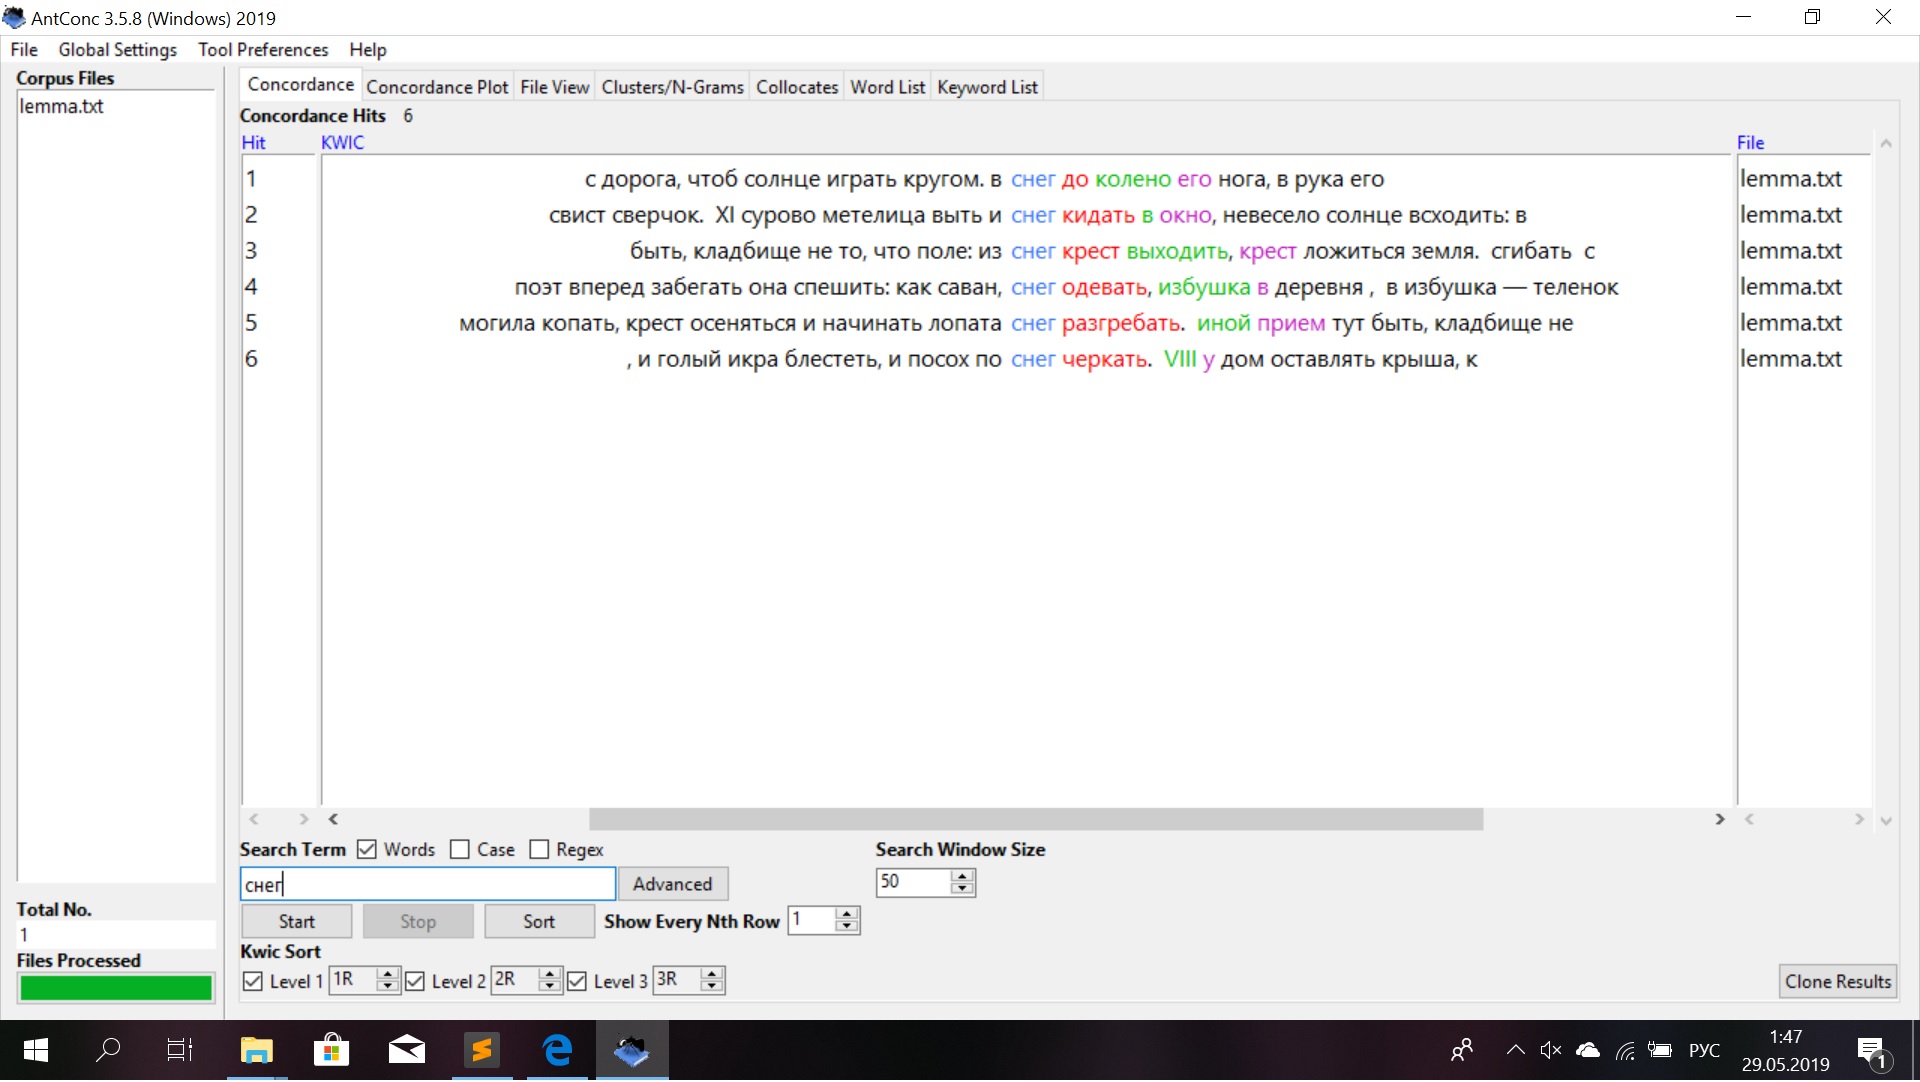 AntConc 3.5.8 (Windows) 2019
File Global Settings Tool Preferences Help
Corpus Files
lemma.txt
Concordance Concordance Plot File View Clusters/N-Grams Collocates Word List Keyword List
Concordance Hits 6
Hit KWIC File
1 с дорога, чтоб солнце играть кругом. в снег до колено его нога, в рука его lemma.txt
2 свист сверчок. XI сурово метелица выть и снег кидать в окно, невесело солнце всходить: в lemma.txt
3 быть, кладбище не то, что поле: из снег крест выходить, крест ложиться земля. сгибать с lemma.txt
4 поэт вперед забегать она спешить: как саван, снег одевать, избушка в деревня , в избушка — теленок lemma.txt
5 могила копать, крест осеняться и начинать лопата снег разгребать. иной прием тут быть, кладбище не lemma.txt
6 , и голый икра блестеть, и посох по снег черкать. VIII у дом оставлять крыша, к lemma.txt
Search Term Words Case Regex Search Window Size
снег Advanced 50
Total No.
1
Start Stop Sort Show Every Nth Row 1
Files Processed
Kwic Sort
Level 1 1R Level 2 2R Level 3 3R Clone Results
РУС 1:47
29.05.2019 1